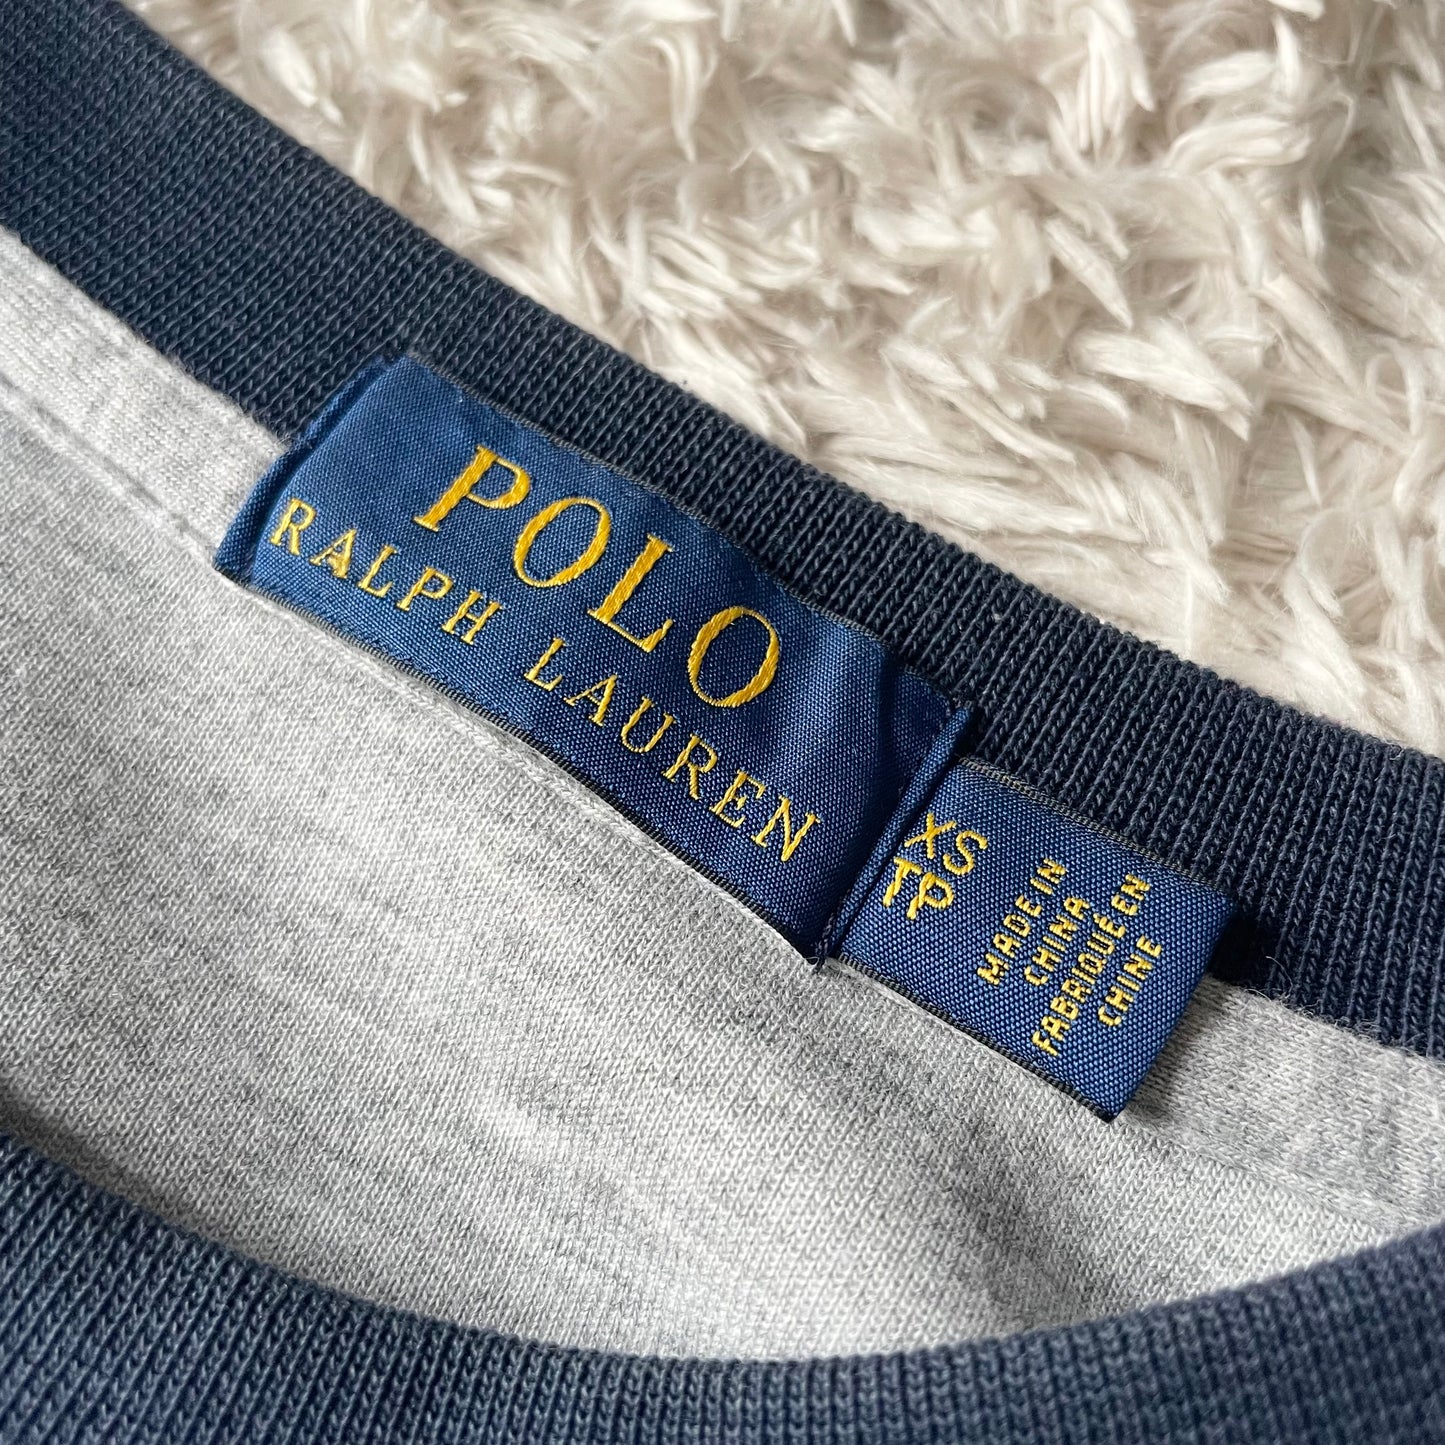 POLO
RALPH LAUREN
XS
TP
MADE IN
CHINA
FABRIQUÉ EN
CHINE